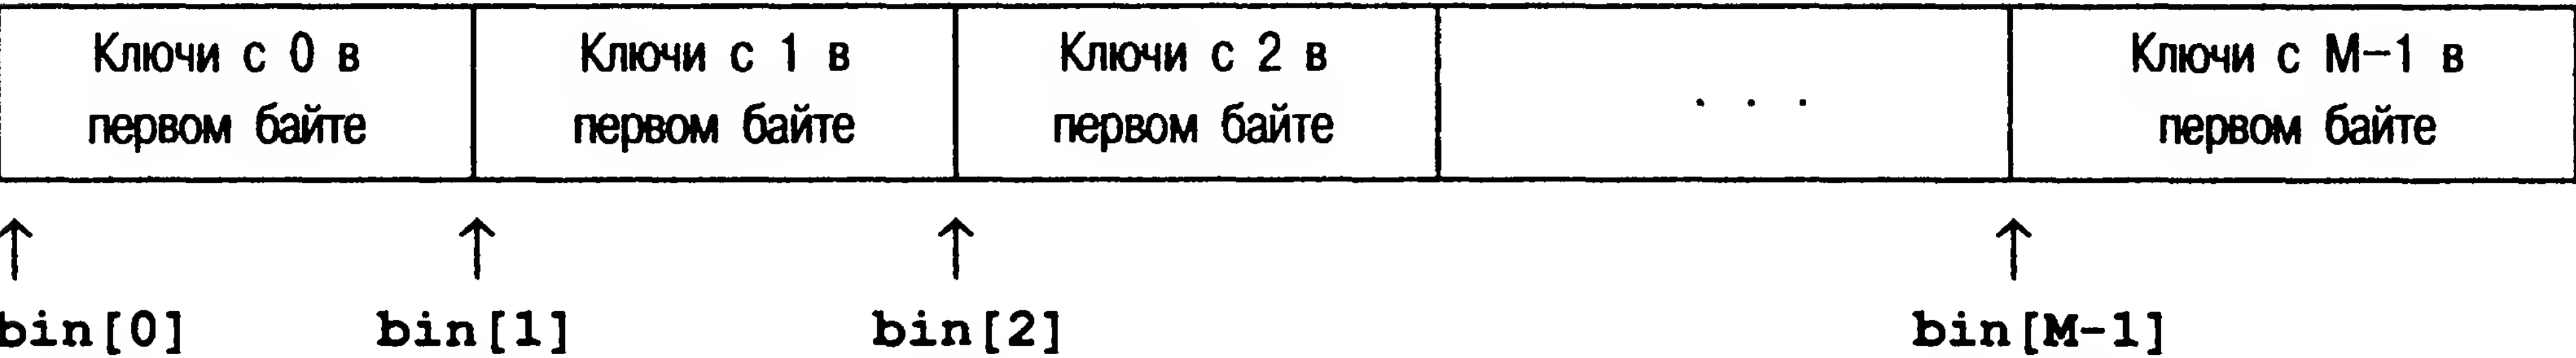 Ключи с 0 в
первом байте
Ключи с 1 в
первом байте
Ключи с 2 в
первом байте
. . .
Ключи с M−1 в
первом байте
bin[0]
bin[1]
bin[2]
bin[M-1]